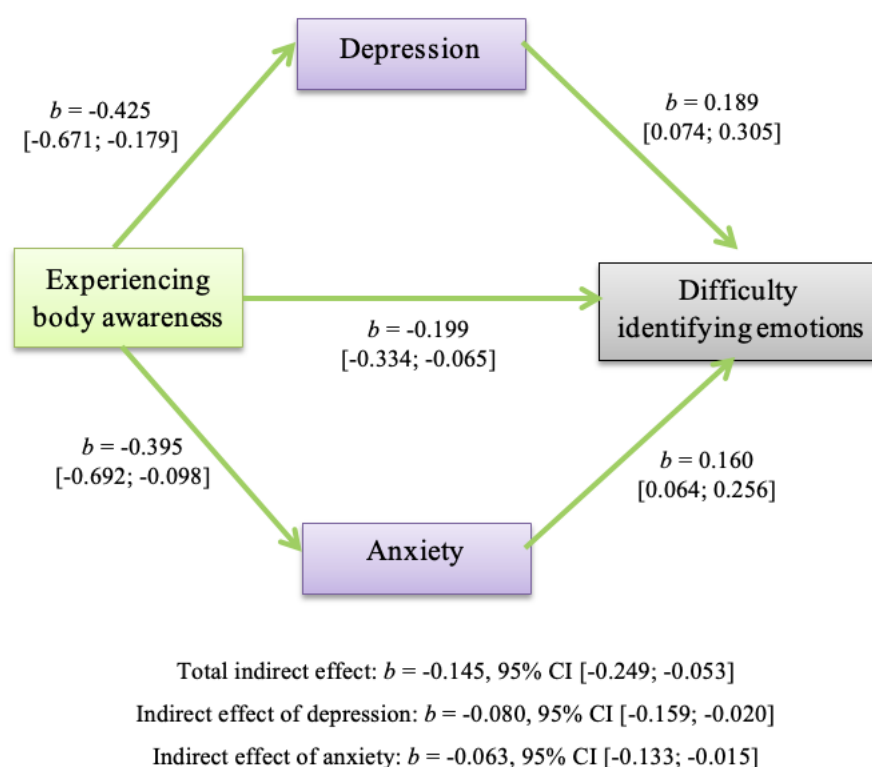 Depression
b = -0.425
[-0.671; -0.179]
b = 0.189
[0.074; 0.305]
Experiencing
body awareness
Difficulty
identifying emotions
b = -0.199
[-0.334; -0.065]
b = -0.395
[-0.692; -0.098]
b = 0.160
[0.064; 0.256]
Anxiety
Total indirect effect: b = -0.145, 95% CI [-0.249; -0.053]
Indirect effect of depression: b = -0.080, 95% CI [-0.159; -0.020]
Indirect effect of anxiety: b = -0.063, 95% CI [-0.133; -0.015]